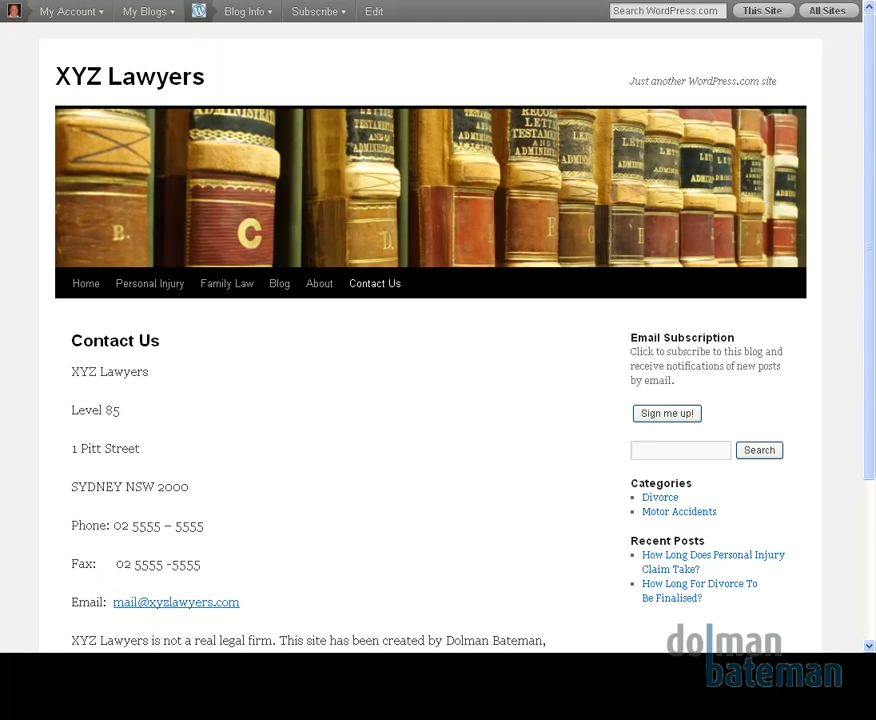 My Account ▾ My Blogs ▾ Blog Info ▾ Subscribe ▾ Edit Search WordPress.com This Site All Sites
XYZ Lawyers
Just another WordPress.com site
C
B.
D.
Home Personal Injury Family Law Blog About Contact Us
Contact Us
XYZ Lawyers
Level 85
1 Pitt Street
SYDNEY NSW 2000
Phone: 02 5555 – 5555
Fax: 02 5555 -5555
Email: mail@xyzlawyers.com
XYZ Lawyers is not a real legal firm. This site has been created by Dolman Bateman,
Email Subscription
Click to subscribe to this blog and
receive notifications of new posts
by email.
Sign me up!
Search
Categories
Divorce
Motor Accidents
Recent Posts
How Long Does Personal Injury
Claim Take?
How Long For Divorce To
Be Finalised?
dolman
bateman